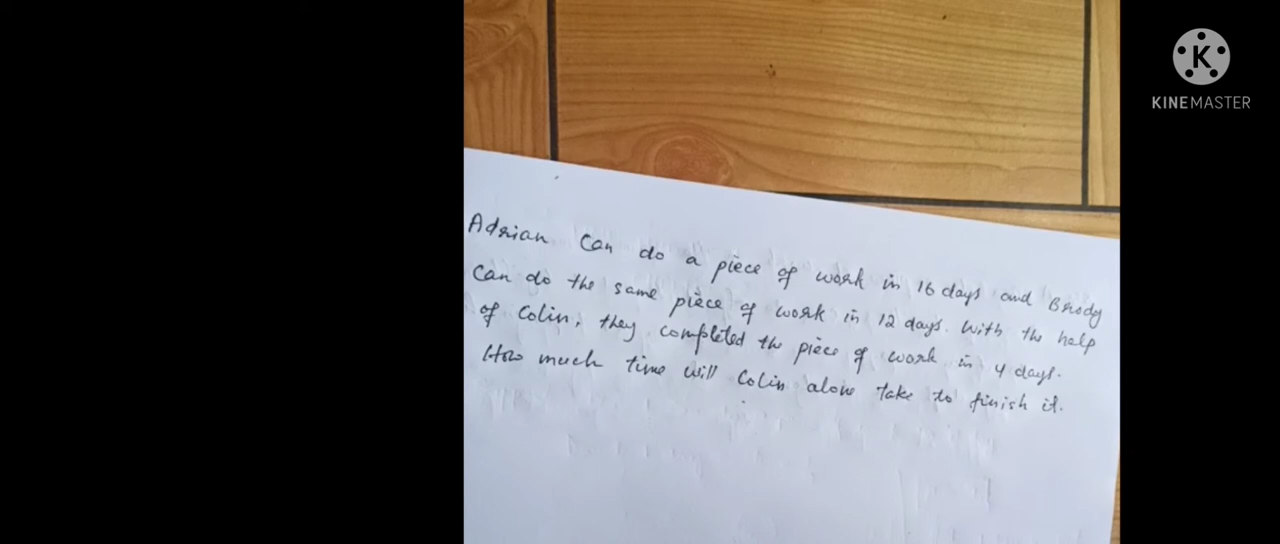 Adrian can do a piece of work in 16 days and Brody
can do the same piece of work in 12 days. With the help
of Colin, they completed the piece of work in 4 days.
How much time will Colin alone take to finish it.
K
KINEMASTER